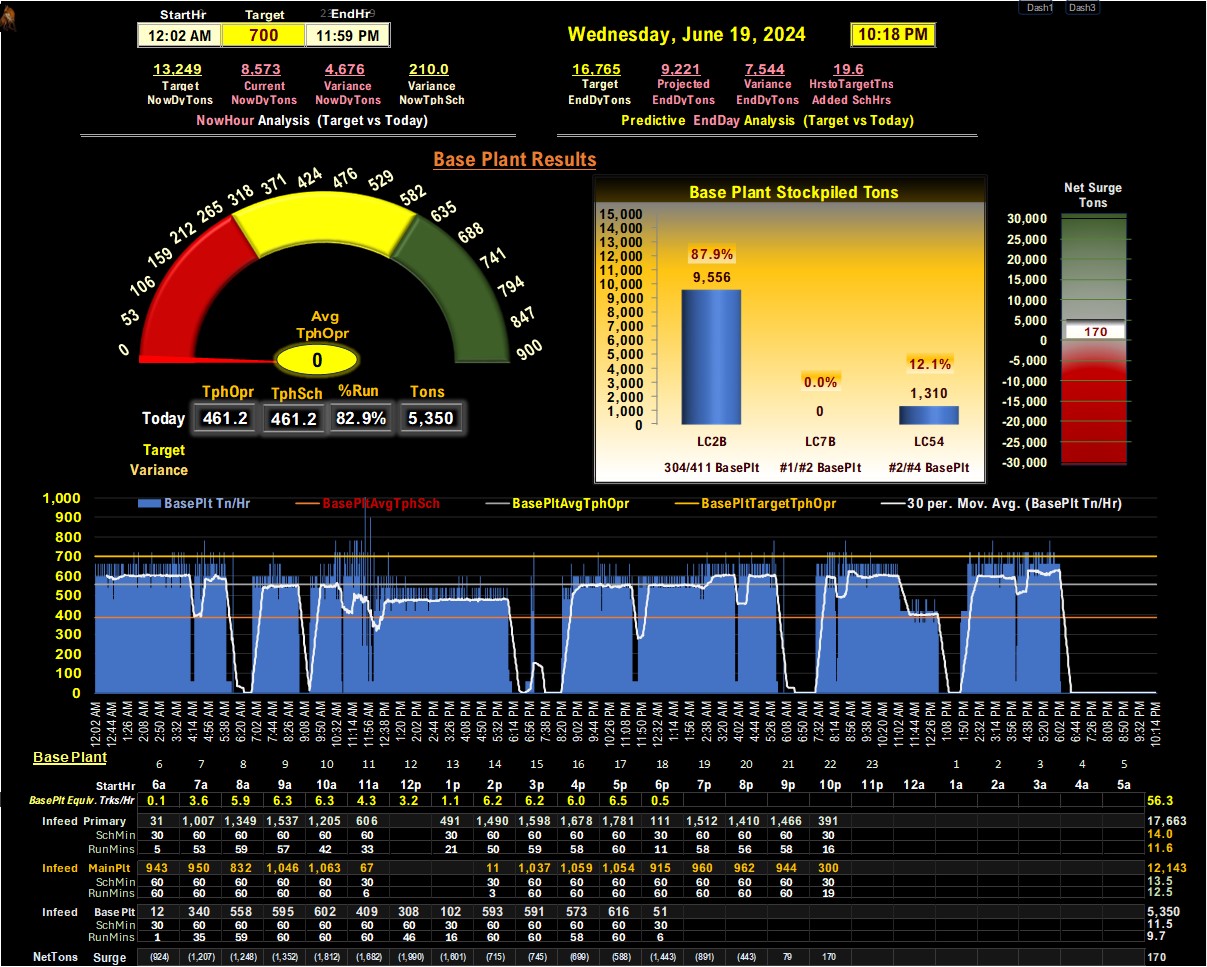 Dash1 Dash3
StartHr Target EndHr
12:02 AM 700 11:59 PM
Wednesday, June 19, 2024 10:18 PM
13,249 8,573 4,676 210.0
Target Current Variance Variance
NowDyTons NowDyTons NowDyTons NowTphSch
16,765 9,221 7,544 19.6
Target Projected Variance HrstoTargetTns
EndDyTons EndDyTons EndDyTons Added SchHrs
NowHour Analysis (Target vs Today)
Predictive EndDay Analysis (Target vs Today)
Base Plant Results
0 53 106 159 212 265 318 371 424 476 529 582 635 688 741 794 847 900
Avg
TphOpr
0
TphOpr TphSch %Run Tons
Today 461.2 461.2 82.9% 5,350
Target
Variance
Base Plant Stockpiled Tons
15,000
14,000
13,000
12,000
11,000
10,000
9,000
8,000
7,000
6,000
5,000
4,000
3,000
2,000
1,000
0
87.9%
9,556
0.0%
0
12.1%
1,310
LC2B LC7B LC54
304/411 BasePlt #1/#2 BasePlt #2/#4 BasePlt
Net Surge
Tons
30,000
25,000
20,000
15,000
10,000
5,000
0
-5,000
-10,000
-15,000
-20,000
-25,000
-30,000
170
BasePlt Tn/Hr BasePltAvgTphSch BasePltAvgTphOpr BasePltTargetTphOpr 30 per. Mov. Avg. (BasePlt Tn/Hr)
1,000
900
800
700
600
500
400
300
200
100
0
12:02 AM 12:44 AM 1:26 AM 2:08 AM 2:50 AM 3:32 AM 4:14 AM 4:56 AM 5:38 AM 7:02 AM 7:44 AM 8:26 AM 9:08 AM 9:50 AM 10:32 AM 11:14 AM 11:56 AM 12:38 PM 1:20 PM 2:02 PM 2:44 PM 3:26 PM 4:08 PM 4:50 PM 5:32 PM 6:14 PM 6:56 PM 7:38 PM 8:20 PM 9:02 PM 9:44 PM 10:26 PM 11:08 PM 11:50 PM 12:32 AM 1:14 AM 1:56 AM 2:38 AM 3:20 AM 4:02 AM 4:44 AM 5:26 AM 6:08 AM 6:50 AM 7:32 AM 8:14 AM 8:56 AM 9:38 AM 10:20 AM 11:02 AM 11:44 AM 12:26 PM 1:08 PM 1:50 PM 2:32 PM 3:14 PM 3:56 PM 4:38 PM 5:20 PM 6:02 PM 6:44 PM 7:26 PM 8:08 PM 8:50 PM 9:32 PM 10:14 PM
Base Plant
6 7 8 9 10 11 12 13 14 15 16 17 18 19 20 21 22 23 1 2 3 4 5
StartHr 6a 7a 8a 9a 10a 11a 12p 1p 2p 3p 4p 5p 6p 7p 8p 9p 10p 11p 12a 1a 2a 3a 4a 5a
BasePlt Equiv. Trks/Hr 0.1 3.6 5.9 6.3 6.3 4.3 3.2 1.1 6.2 6.2 6.0 6.5 0.5 56.3
Infeed Primary 31 1,007 1,349 1,537 1,205 606 491 1,490 1,598 1,678 1,781 111 1,512 1,410 1,466 391 17,663
SchMin 30 60 60 60 60 30 30 60 60 60 60 30 60 60 60 30 14.0
RunMins 5 53 59 57 42 33 21 50 59 58 60 11 58 56 58 16 11.6
Infeed MainPlt 943 950 832 1,046 1,063 67 11 1,037 1,059 1,054 915 960 962 944 300 12,143
SchMin 60 60 60 60 60 30 30 60 60 60 60 60 60 60 30 13.5
RunMins 60 60 60 60 60 6 3 60 60 60 60 60 60 60 19 12.5
Infeed Base Plt 12 340 558 595 602 409 308 102 593 591 573 616 51 5,350
SchMin 30 60 60 60 60 60 60 30 60 60 60 60 30 11.5
RunMins 1 35 59 60 60 60 46 16 60 60 58 60 6 9.7
NetTons Surge (924) (1,207) (1,248) (1,352) (1,812) (1,682) (1,990) (1,601) (715) (745) (699) (588) (1,443) (891) (443) 79 170 170